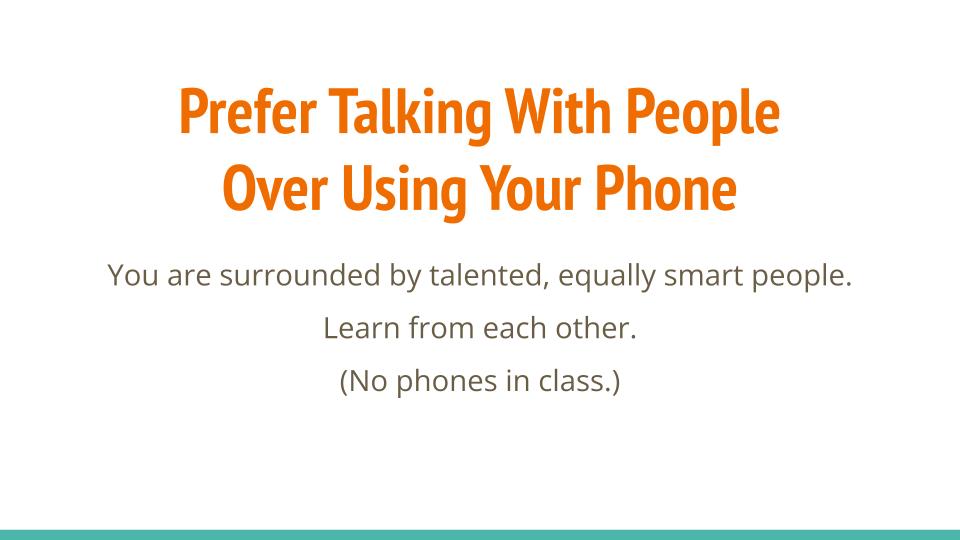 Prefer Talking With People
Over Using Your Phone
You are surrounded by talented, equally smart people.
Learn from each other.
(No phones in class.)